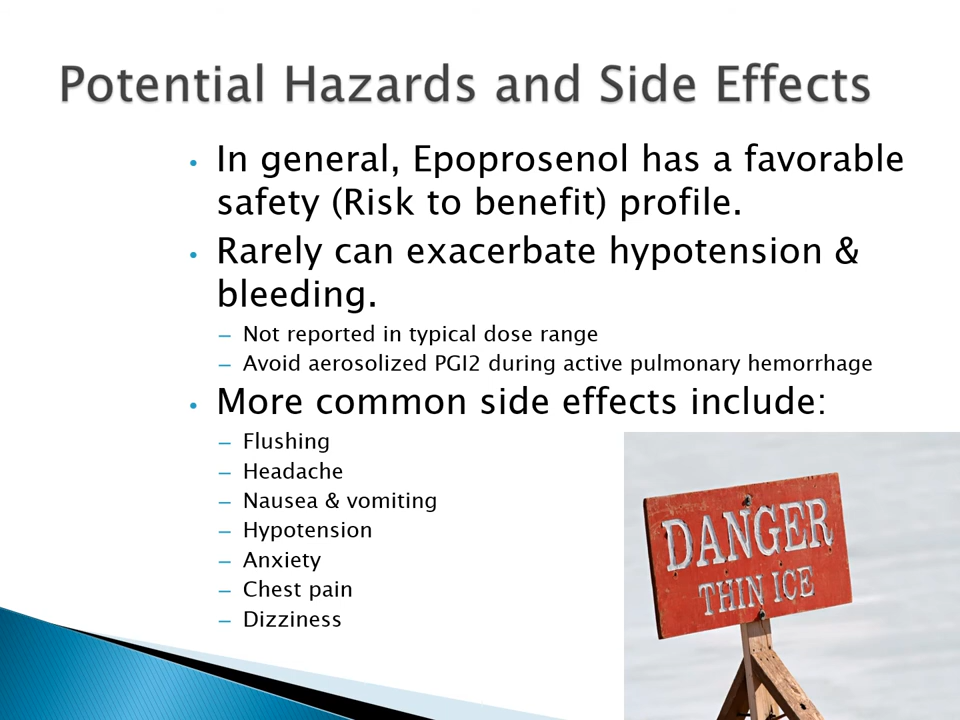 Potential Hazards and Side Effects
• In general, Epoprosenol has a favorable
safety (Risk to benefit) profile.
• Rarely can exacerbate hypotension &
bleeding.
– Not reported in typical dose range
– Avoid aerosolized PGI2 during active pulmonary hemorrhage
• More common side effects include:
– Flushing
– Headache
– Nausea & vomiting
– Hypotension
– Anxiety
– Chest pain
– Dizziness
DANGER
THIN ICE